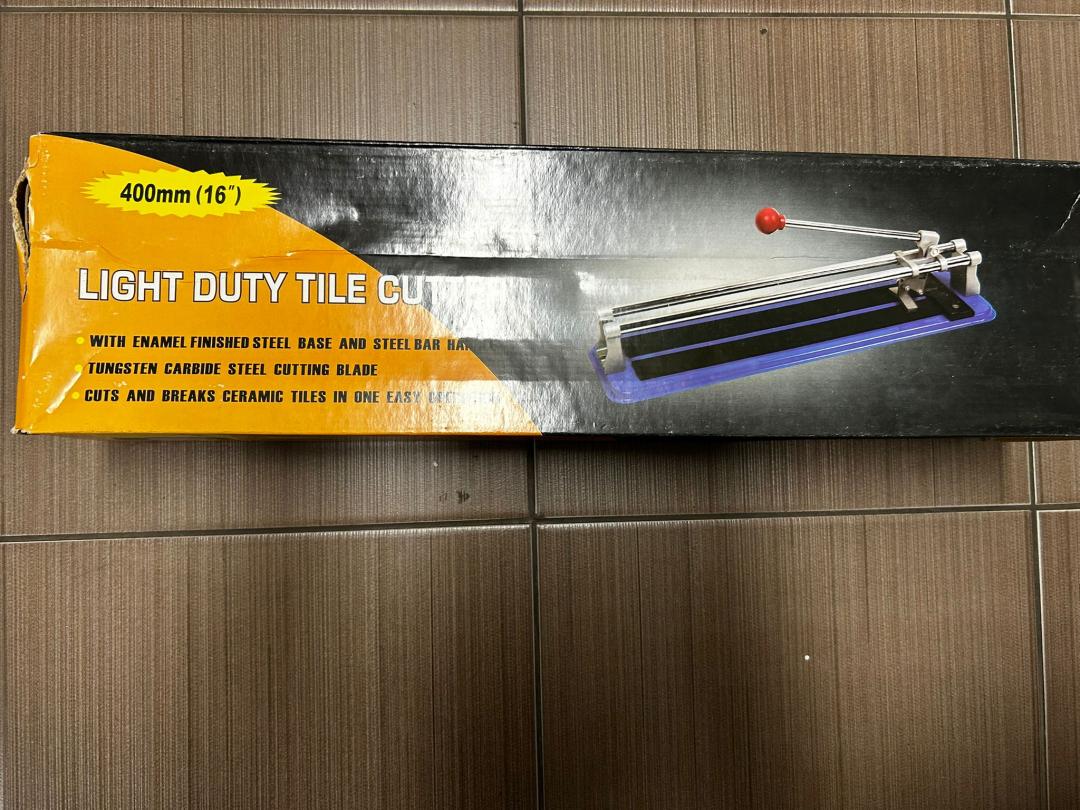 400mm (16")
LIGHT DUTY TILE
WITH ENAMEL FINISHED STEEL BASE AND STEEL BAR
TUNGSTEN CARBIDE STEEL CUTTING BLADE
CUTS AND BREAKS CERAMIC TILES IN ONE EASY